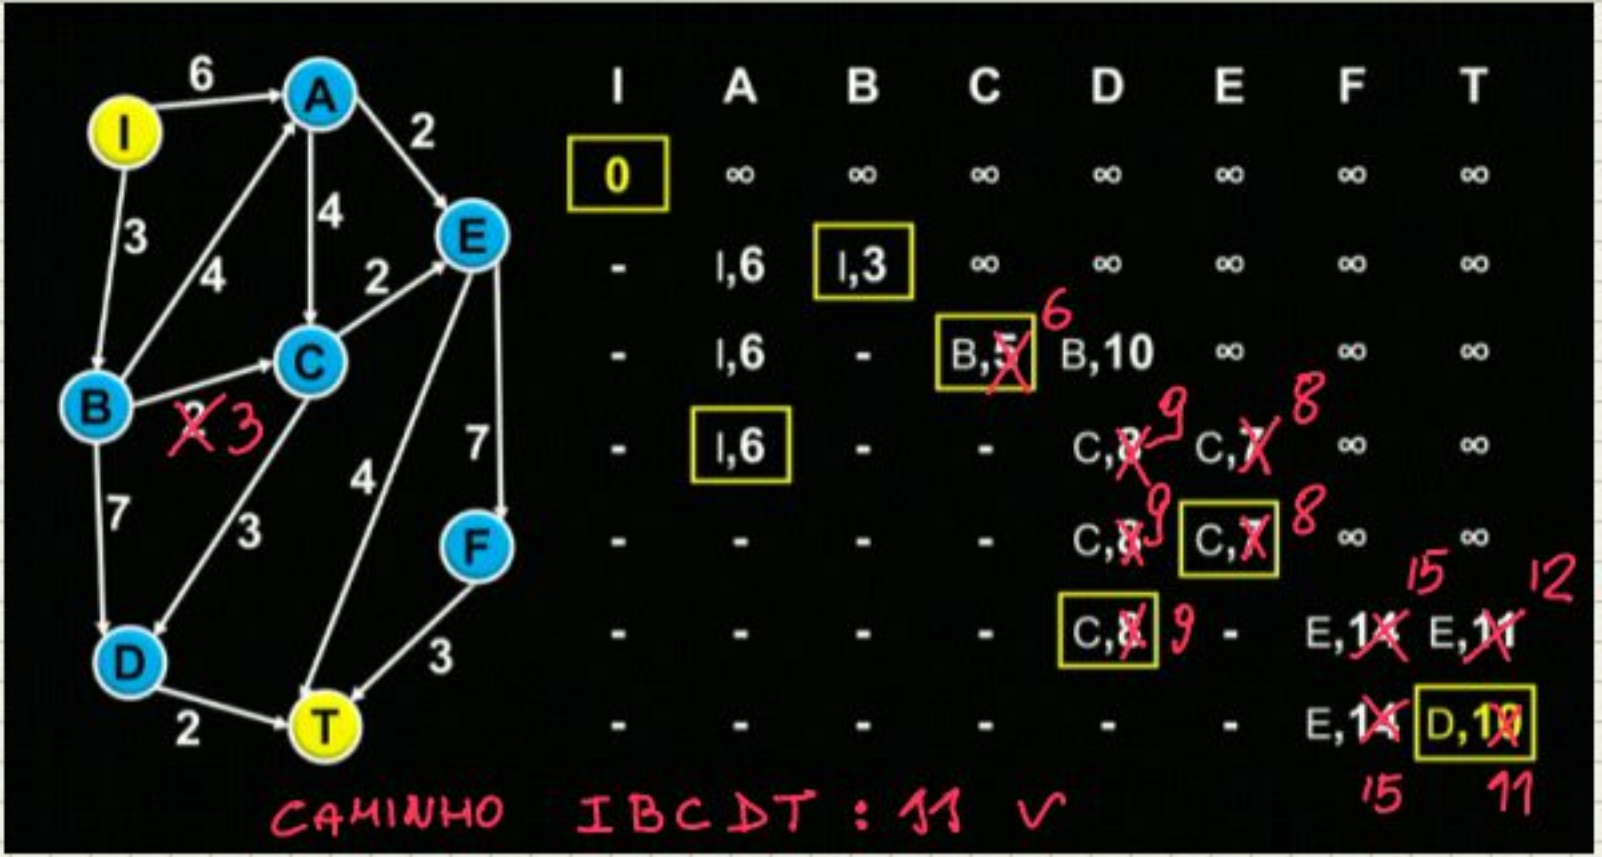 6 A I A B C D E F T
I 2
0 ∞ ∞ ∞ ∞ ∞ ∞ ∞
3 4 E
4 2 - I,6 I,3 ∞ ∞ ∞ ∞ ∞
6
C - I,6 - B,5 B,10 ∞ ∞ ∞
B 9 8
2 3 7 - I,6 - - C,8 C,7 ∞ ∞
7 4 9 8
3 F - - - - C,8 C,7 ∞ ∞
15 12
D 3 - - - - C,8 9 - E,14 E,11
2 T - - - - - - E,14 D,10
CAMINHO IBCDT : 11 √ 15 11